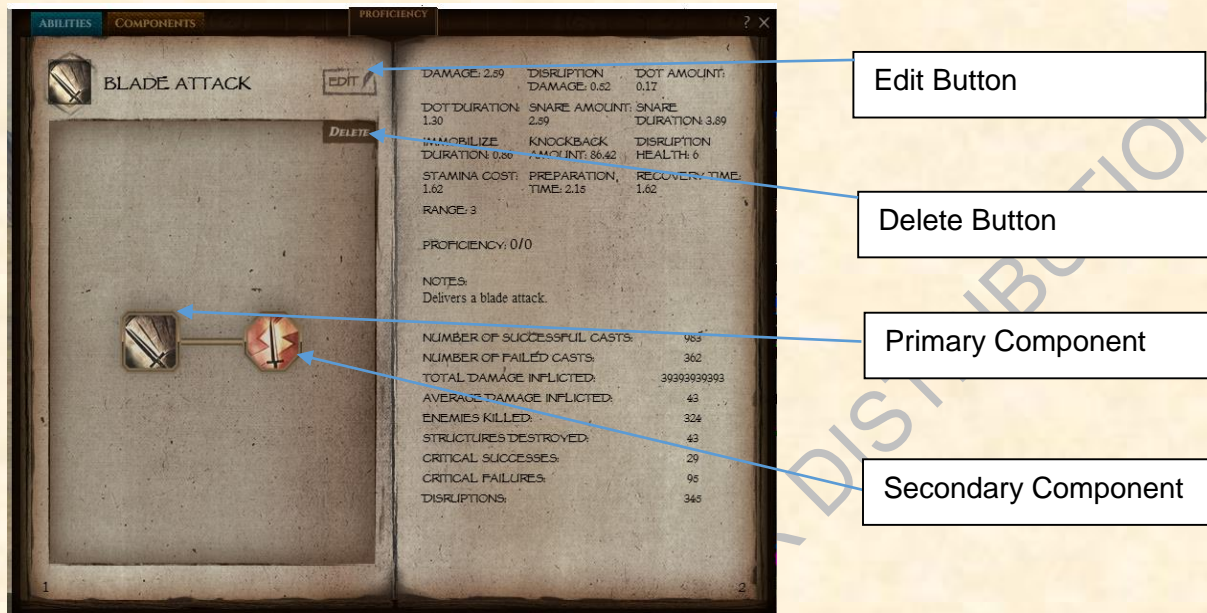 ABILITIES COMPONENTS PROFICIENCY ? ×
BLADE ATTACK EDIT
DELETE
DAMAGE: 2.59 DISRUPTION DAMAGE: 0.52 DOT AMOUNT: 0.17
DOT DURATION: 1.30 SNARE AMOUNT: 2.59 SNARE DURATION: 3.89
IMMOBILIZE DURATION: 0.86 KNOCKBACK AMOUNT: 86.42 DISRUPTION HEALTH: 6
STAMINA COST: 1.62 PREPARATION TIME: 2.15 RECOVERY TIME: 1.62
RANGE: 3
PROFICIENCY: 0/0
NOTES:
Delivers a blade attack.
NUMBER OF SUCCESSFUL CASTS: 983
NUMBER OF FAILED CASTS: 362
TOTAL DAMAGE INFLICTED: 39393939393
AVERAGE DAMAGE INFLICTED: 43
ENEMIES KILLED: 324
STRUCTURES DESTROYED: 43
CRITICAL SUCCESSES: 29
CRITICAL FAILURES: 95
DISRUPTIONS: 345
1
2
Edit Button
Delete Button
Primary Component
Secondary Component
DISTRIBUTION